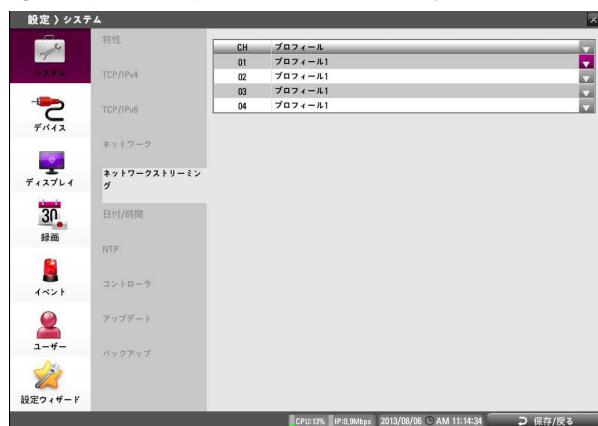 設定 〉システム
システム
デバイス
ディスプレイ
30
録画
イベント
ユーザー
設定ウィザード
特性
TCP/IPv4
TCP/IPv6
ネットワーク
ネットワークストリーミン
グ
日付/時間
NTP
コントローラ
アップデート
バックアップ
CH プロフィール
01 プロフィール1
02 プロフィール1
03 プロフィール1
04 プロフィール1
CPU:13% IP:0.9Mbps 2013/08/06 AM 11:14:34 保存/戻る